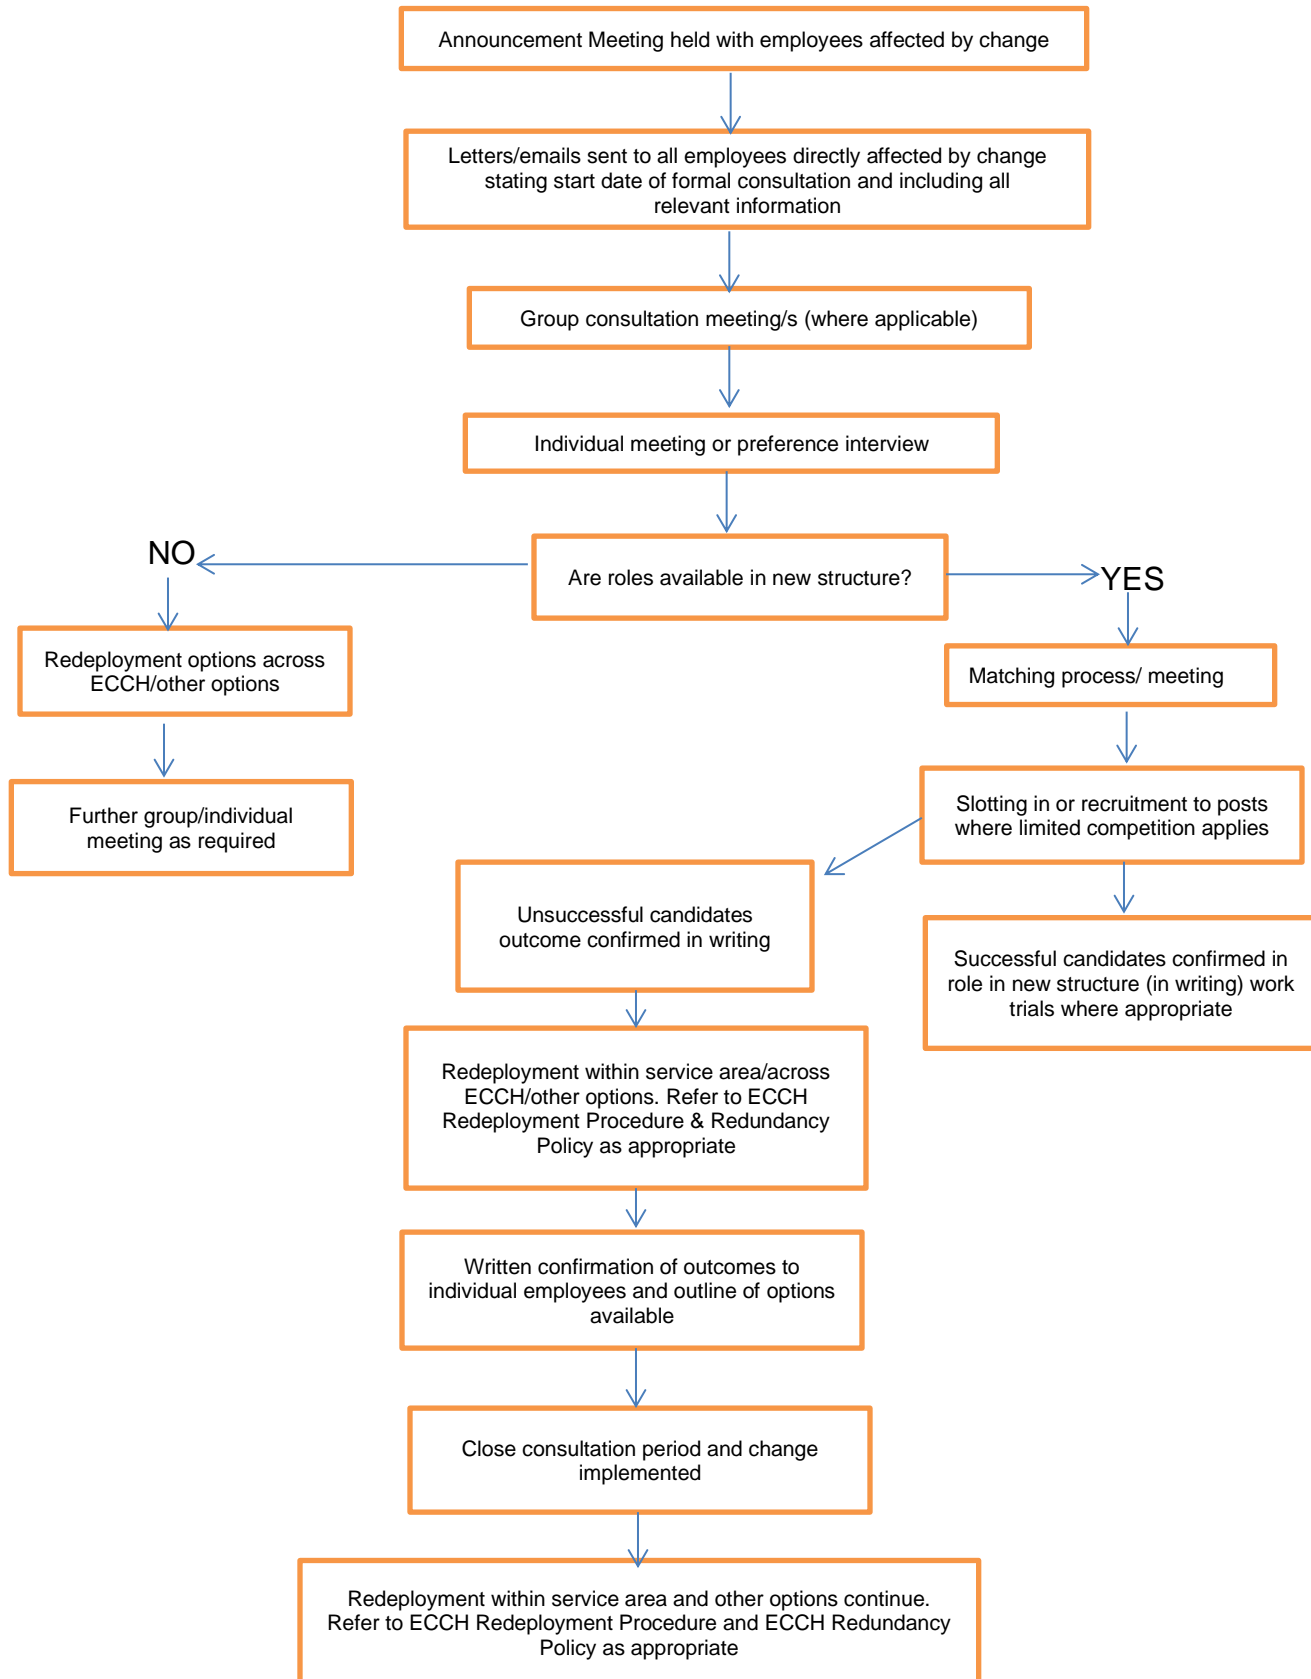 Announcement Meeting held with employees affected by change
Letters/emails sent to all employees directly affected by change
stating start date of formal consultation and including all
relevant information
Group consultation meeting/s (where applicable)
Individual meeting or preference interview
Are roles available in new structure?
NO
YES
Redeployment options across
ECCH/other options
Further group/individual
meeting as required
Matching process/ meeting
Slotting in or recruitment to posts
where limited competition applies
Unsuccessful candidates
outcome confirmed in writing
Successful candidates confirmed in
role in new structure (in writing) work
trials where appropriate
Redeployment within service area/across
ECCH/other options. Refer to ECCH
Redeployment Procedure & Redundancy
Policy as appropriate
Written confirmation of outcomes to
individual employees and outline of options
available
Close consultation period and change
implemented
Redeployment within service area and other options continue.
Refer to ECCH Redeployment Procedure and ECCH Redundancy
Policy as appropriate